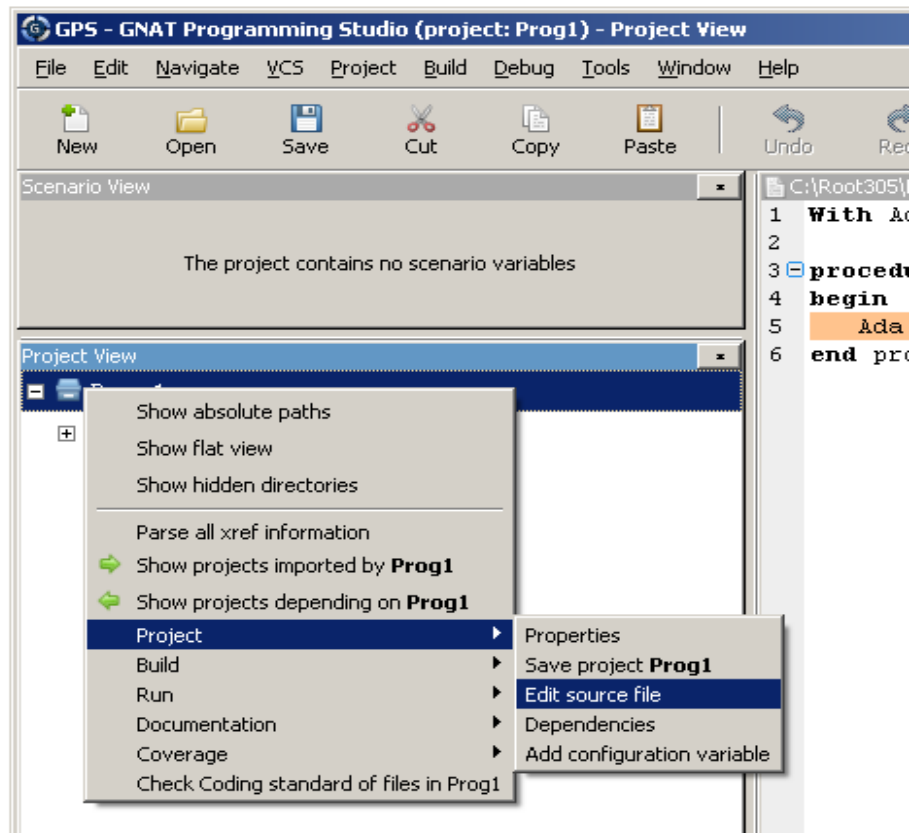 GPS - GNAT Programming Studio (project: Prog1) - Project View
File Edit Navigate VCS Project Build Debug Tools Window Help
New Open Save Cut Copy Paste Undo
Scenario View
C:\Root305\
The project contains no scenario variables
1 With
2
3 procedu
4 begin
5 Ada
6 end pro
Project View
Show absolute paths
Show flat view
Show hidden directories
Parse all xref information
Show projects imported by Prog1
Show projects depending on Prog1
Project
Build
Run
Documentation
Coverage
Check Coding standard of files in Prog1
Properties
Save project Prog1
Edit source file
Dependencies
Add configuration variable